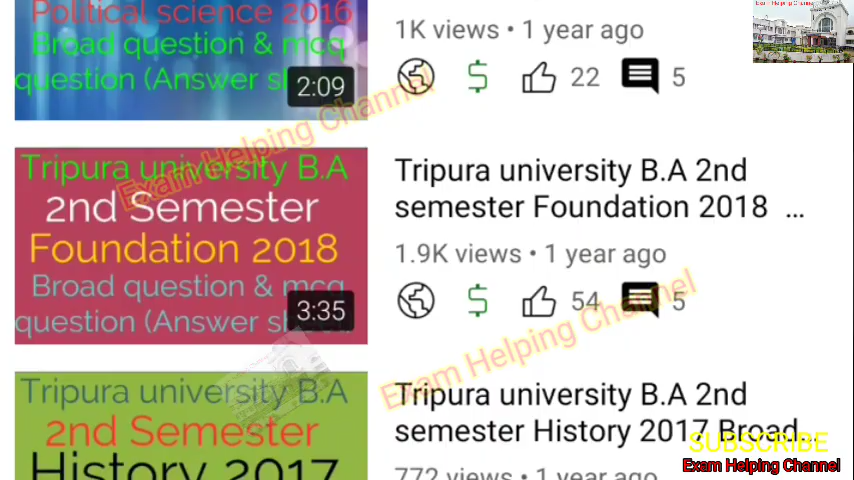 Political science 2016
Broad question & mcq
question (Answer s
2:09
1K views • 1 year ago
22
5
Exam Helping Channel
Exam Helping Channel
Tripura university B.A
2nd Semester
Foundation 2018
Broad question & mcq
question (Answer s
3:35
Tripura university B.A 2nd
semester Foundation 2018 ...
1.9K views • 1 year ago
54
5
Exam Helping Channel
Tripura university B.A
2nd Semester
History 2017
Tripura university B.A 2nd
semester History 2017 Broad...
772 views • 1 year ago
SUBSCRIBE
Exam Helping Channel